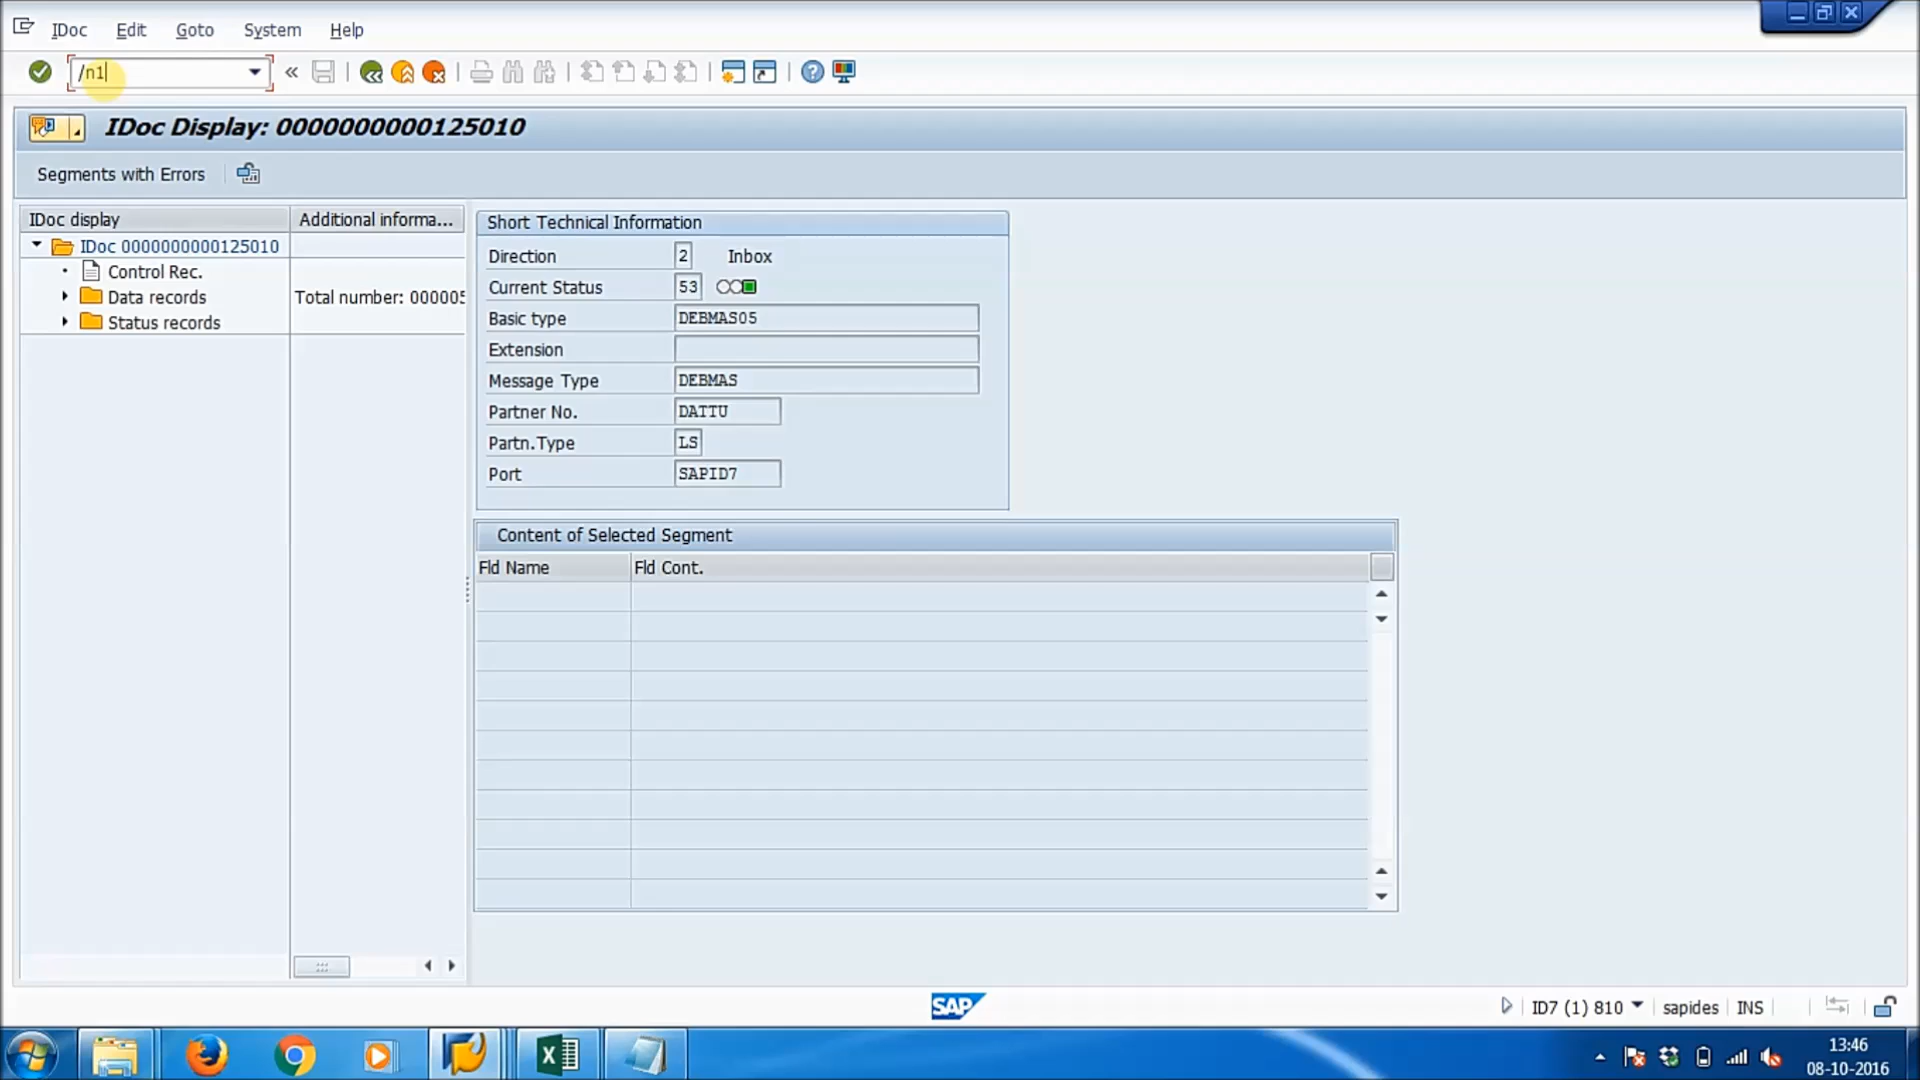 IDoc Edit Goto System Help
/n1
IDoc Display: 0000000000125010
Segments with Errors
IDoc display Additional informa...
IDoc 0000000000125010
Control Rec.
Data records Total number: 000005
Status records
Short Technical Information
Direction 2 Inbox
Current Status 53
Basic type DEBMAS05
Extension
Message Type DEBMAS
Partner No. DATTU
Partn.Type LS
Port SAPID7
Content of Selected Segment
Fld Name Fld Cont.
SAP
ID7 (1) 810 sapides INS
13:46
08-10-2016